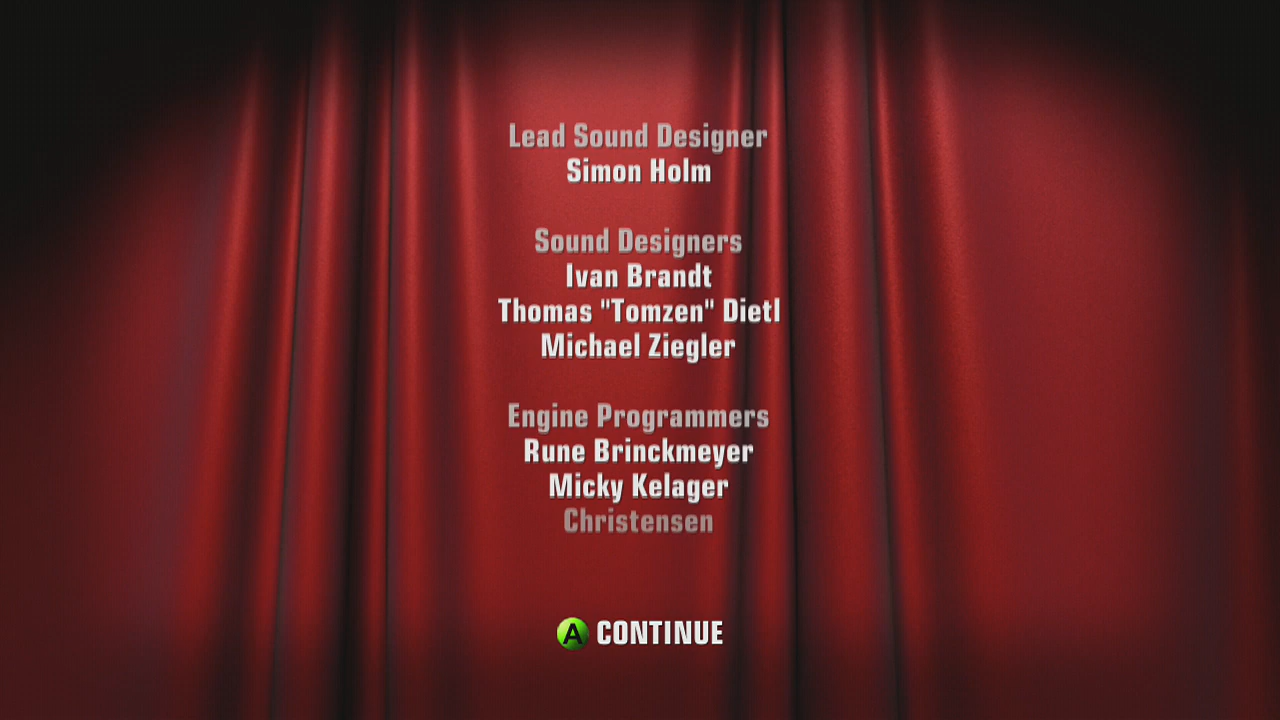 Lead Sound Designer
Simon Holm
Sound Designers
Ivan Brandt
Thomas "Tomzen" Dietl
Michael Ziegler
Engine Programmers
Rune Brinckmeyer
Micky Kelager
Christensen
A CONTINUE